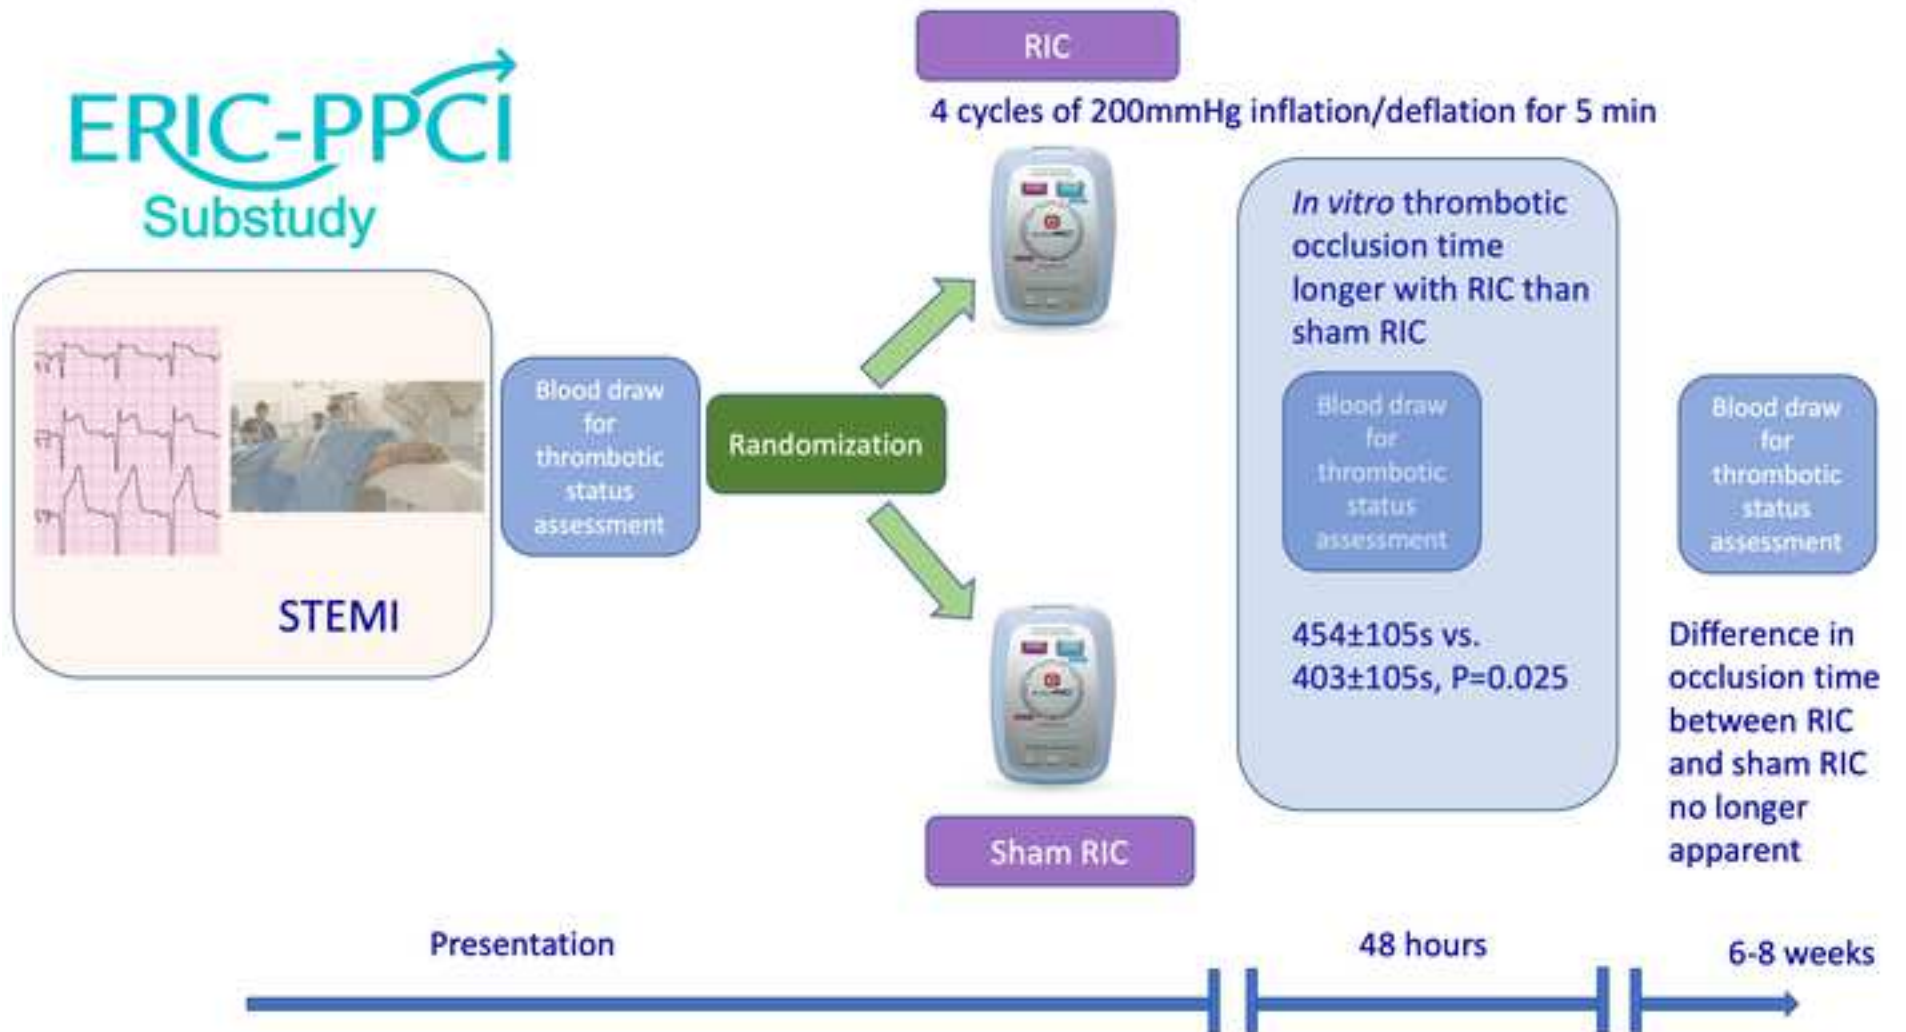 ERIC-PPCI
Substudy
STEMI
Blood draw
for
thrombotic
status
assessment
Randomization
RIC
4 cycles of 200mmHg inflation/deflation for 5 min
Sham RIC
In vitro thrombotic
occlusion time
longer with RIC than
sham RIC
Blood draw
for
thrombotic
status
assessment
454±105s vs.
403±105s, P=0.025
Blood draw
for
thrombotic
status
assessment
Difference in
occlusion time
between RIC
and sham RIC
no longer
apparent
Presentation
48 hours
6-8 weeks